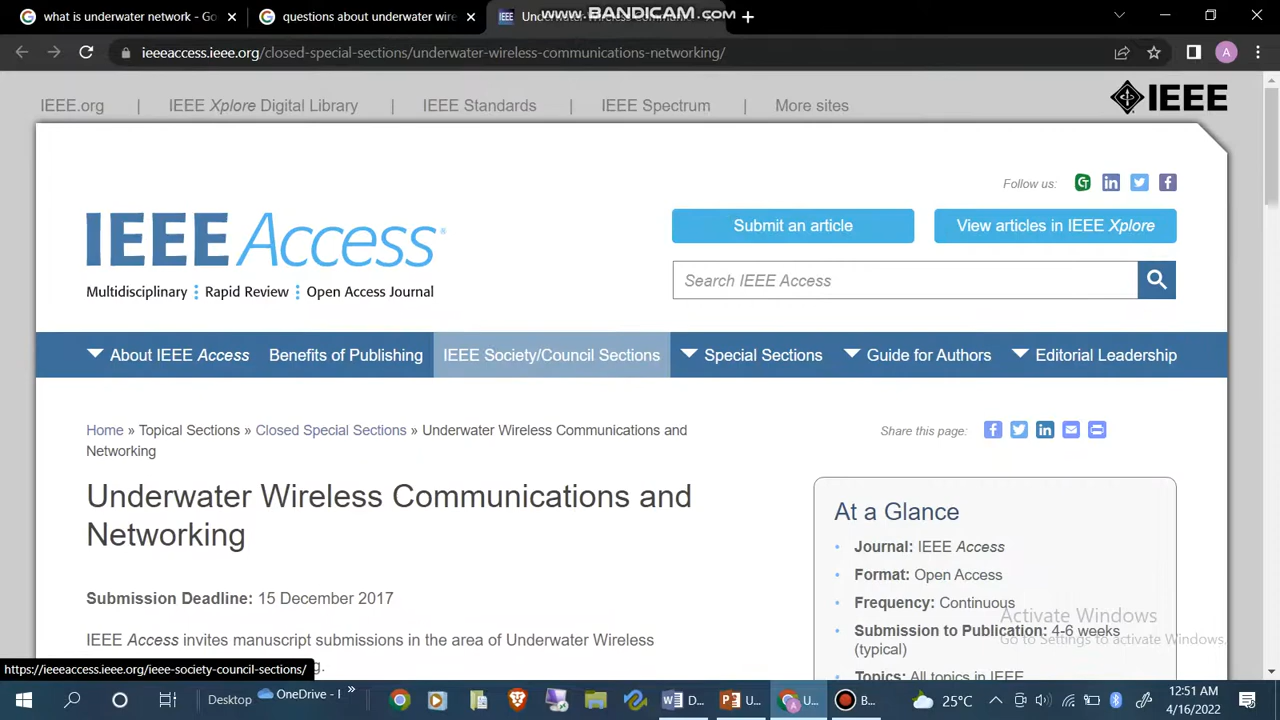 what is underwater network - Go
questions about underwater wire
www.BANDICAM.com
ieeeaccess.ieee.org/closed-special-sections/underwater-wireless-communications-networking/
A
IEEE.org | IEEE Xplore Digital Library | IEEE Standards | IEEE Spectrum | More sites
IEEE
Follow us:
IEEE Access®
Submit an article
View articles in IEEE Xplore
Multidisciplinary Rapid Review Open Access Journal
Search IEEE Access
About IEEE Access Benefits of Publishing IEEE Society/Council Sections Special Sections Guide for Authors Editorial Leadership
Home » Topical Sections » Closed Special Sections » Underwater Wireless Communications and
Networking
Share this page:
Underwater Wireless Communications and
Networking
At a Glance
Journal: IEEE Access
Format: Open Access
Frequency: Continuous
Submission to Publication: 4-6 weeks
(typical)
Topics: All topics in IEEE
Submission Deadline: 15 December 2017
IEEE Access invites manuscript submissions in the area of Underwater Wireless
Activate Windows
Go to Settings to activate Windows.
https://ieeeaccess.ieee.org/ieee-society-council-sections/
g.
Desktop OneDrive - I » D... U... U... B... 25°C 12:51 AM
4/16/2022